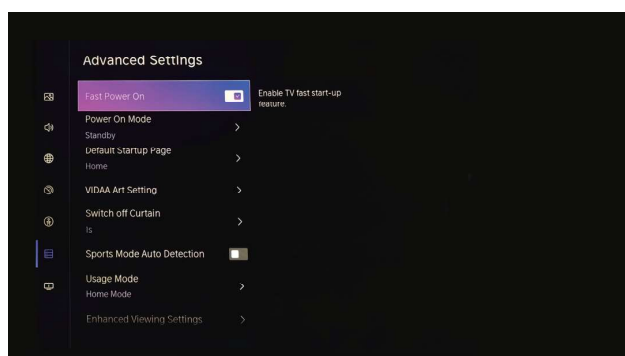 Advanced Settings
Fast Power On
Enable TV fast start-up
feature.
Power On Mode
Standby
Default Startup Page
Home
VIDAA Art Setting
Switch off Curtain
Is
Sports Mode Auto Detection
Usage Mode
Home Mode
Enhanced Viewing Settings